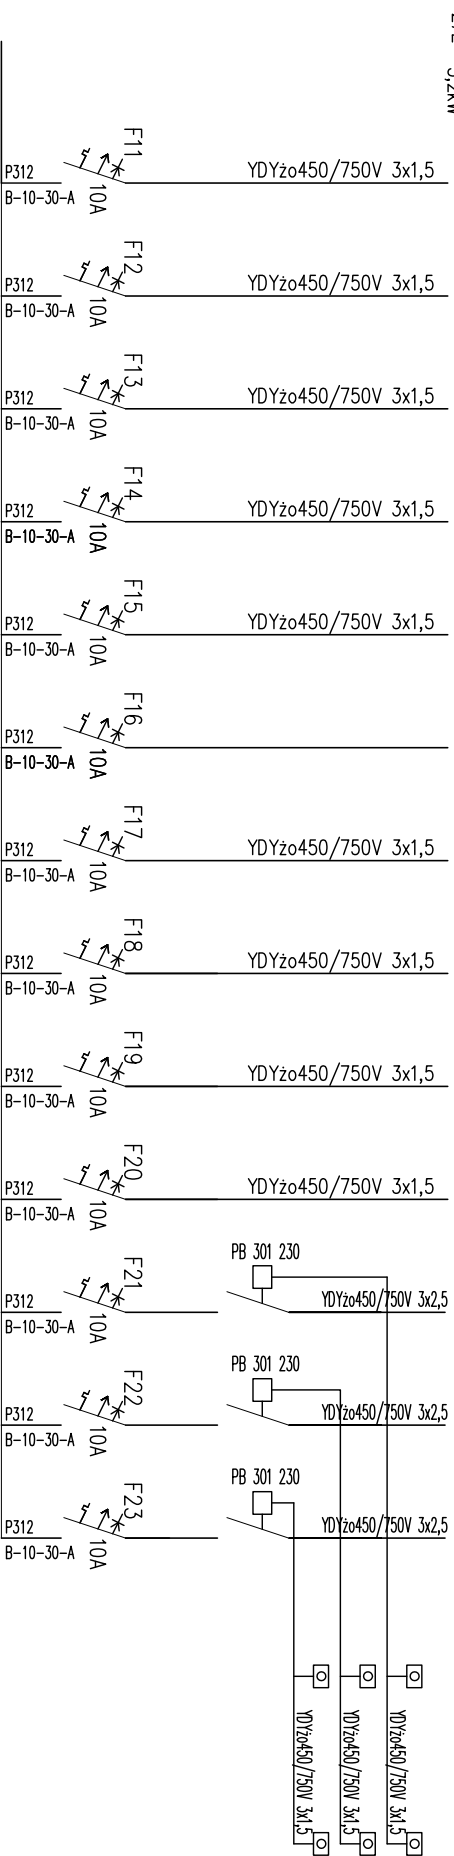 F11
YDYżo450/750V 3x1,5
P312
B-10-30-A
10A
F12
YDYżo450/750V 3x1,5
P312
B-10-30-A
10A
F13
YDYżo450/750V 3x1,5
P312
B-10-30-A
10A
F14
YDYżo450/750V 3x1,5
P312
B-10-30-A
10A
F15
YDYżo450/750V 3x1,5
P312
B-10-30-A
10A
F16
P312
B-10-30-A
10A
F17
YDYżo450/750V 3x1,5
P312
B-10-30-A
10A
F18
YDYżo450/750V 3x1,5
P312
B-10-30-A
10A
F19
YDYżo450/750V 3x1,5
P312
B-10-30-A
10A
F20
YDYżo450/750V 3x1,5
P312
B-10-30-A
10A
F21
PB 301 230
YDYżo450/750V 3x2,5
P312
B-10-30-A
10A
F22
PB 301 230
YDYżo450/750V 3x2,5
P312
B-10-30-A
10A
F23
PB 301 230
YDYżo450/750V 3x2,5
P312
B-10-30-A
10A
YDYżo450/750V 3x1,5
YDYżo450/750V 3x1,5
YDYżo450/750V 3x1,5